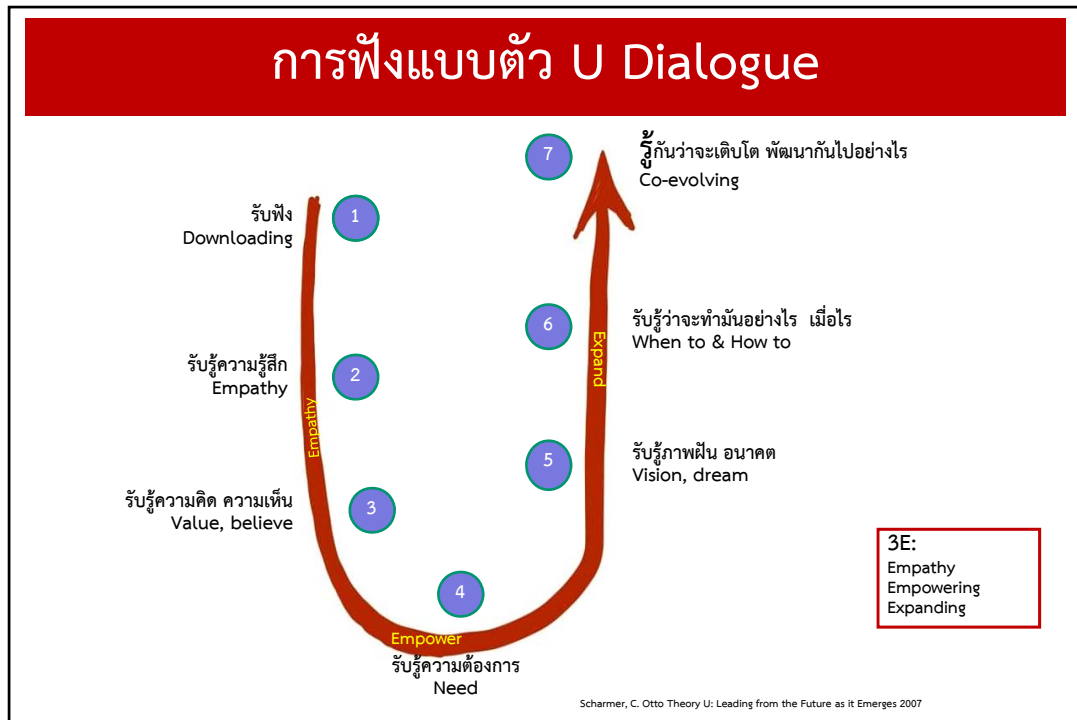 การฟังแบบตัว U Dialogue
1
รับฟัง
Downloading
2
รับรู้ความรู้สึก
Empathy
Empathy
3
รับรู้ความคิด ความเห็น
Value, believe
4
Empower
รับรู้ความต้องการ
Need
5
รับรู้ภาพฝัน อนาคต
Vision, dream
6
รับรู้ว่าจะทำมันอย่างไร เมื่อไร
When to & How to
Expand
7
รู้กันว่าจะเติบโต พัฒนากันไปอย่างไร
Co-evolving
3E:
Empathy
Empowering
Expanding
Scharmer, C. Otto Theory U: Leading from the Future as it Emerges 2007